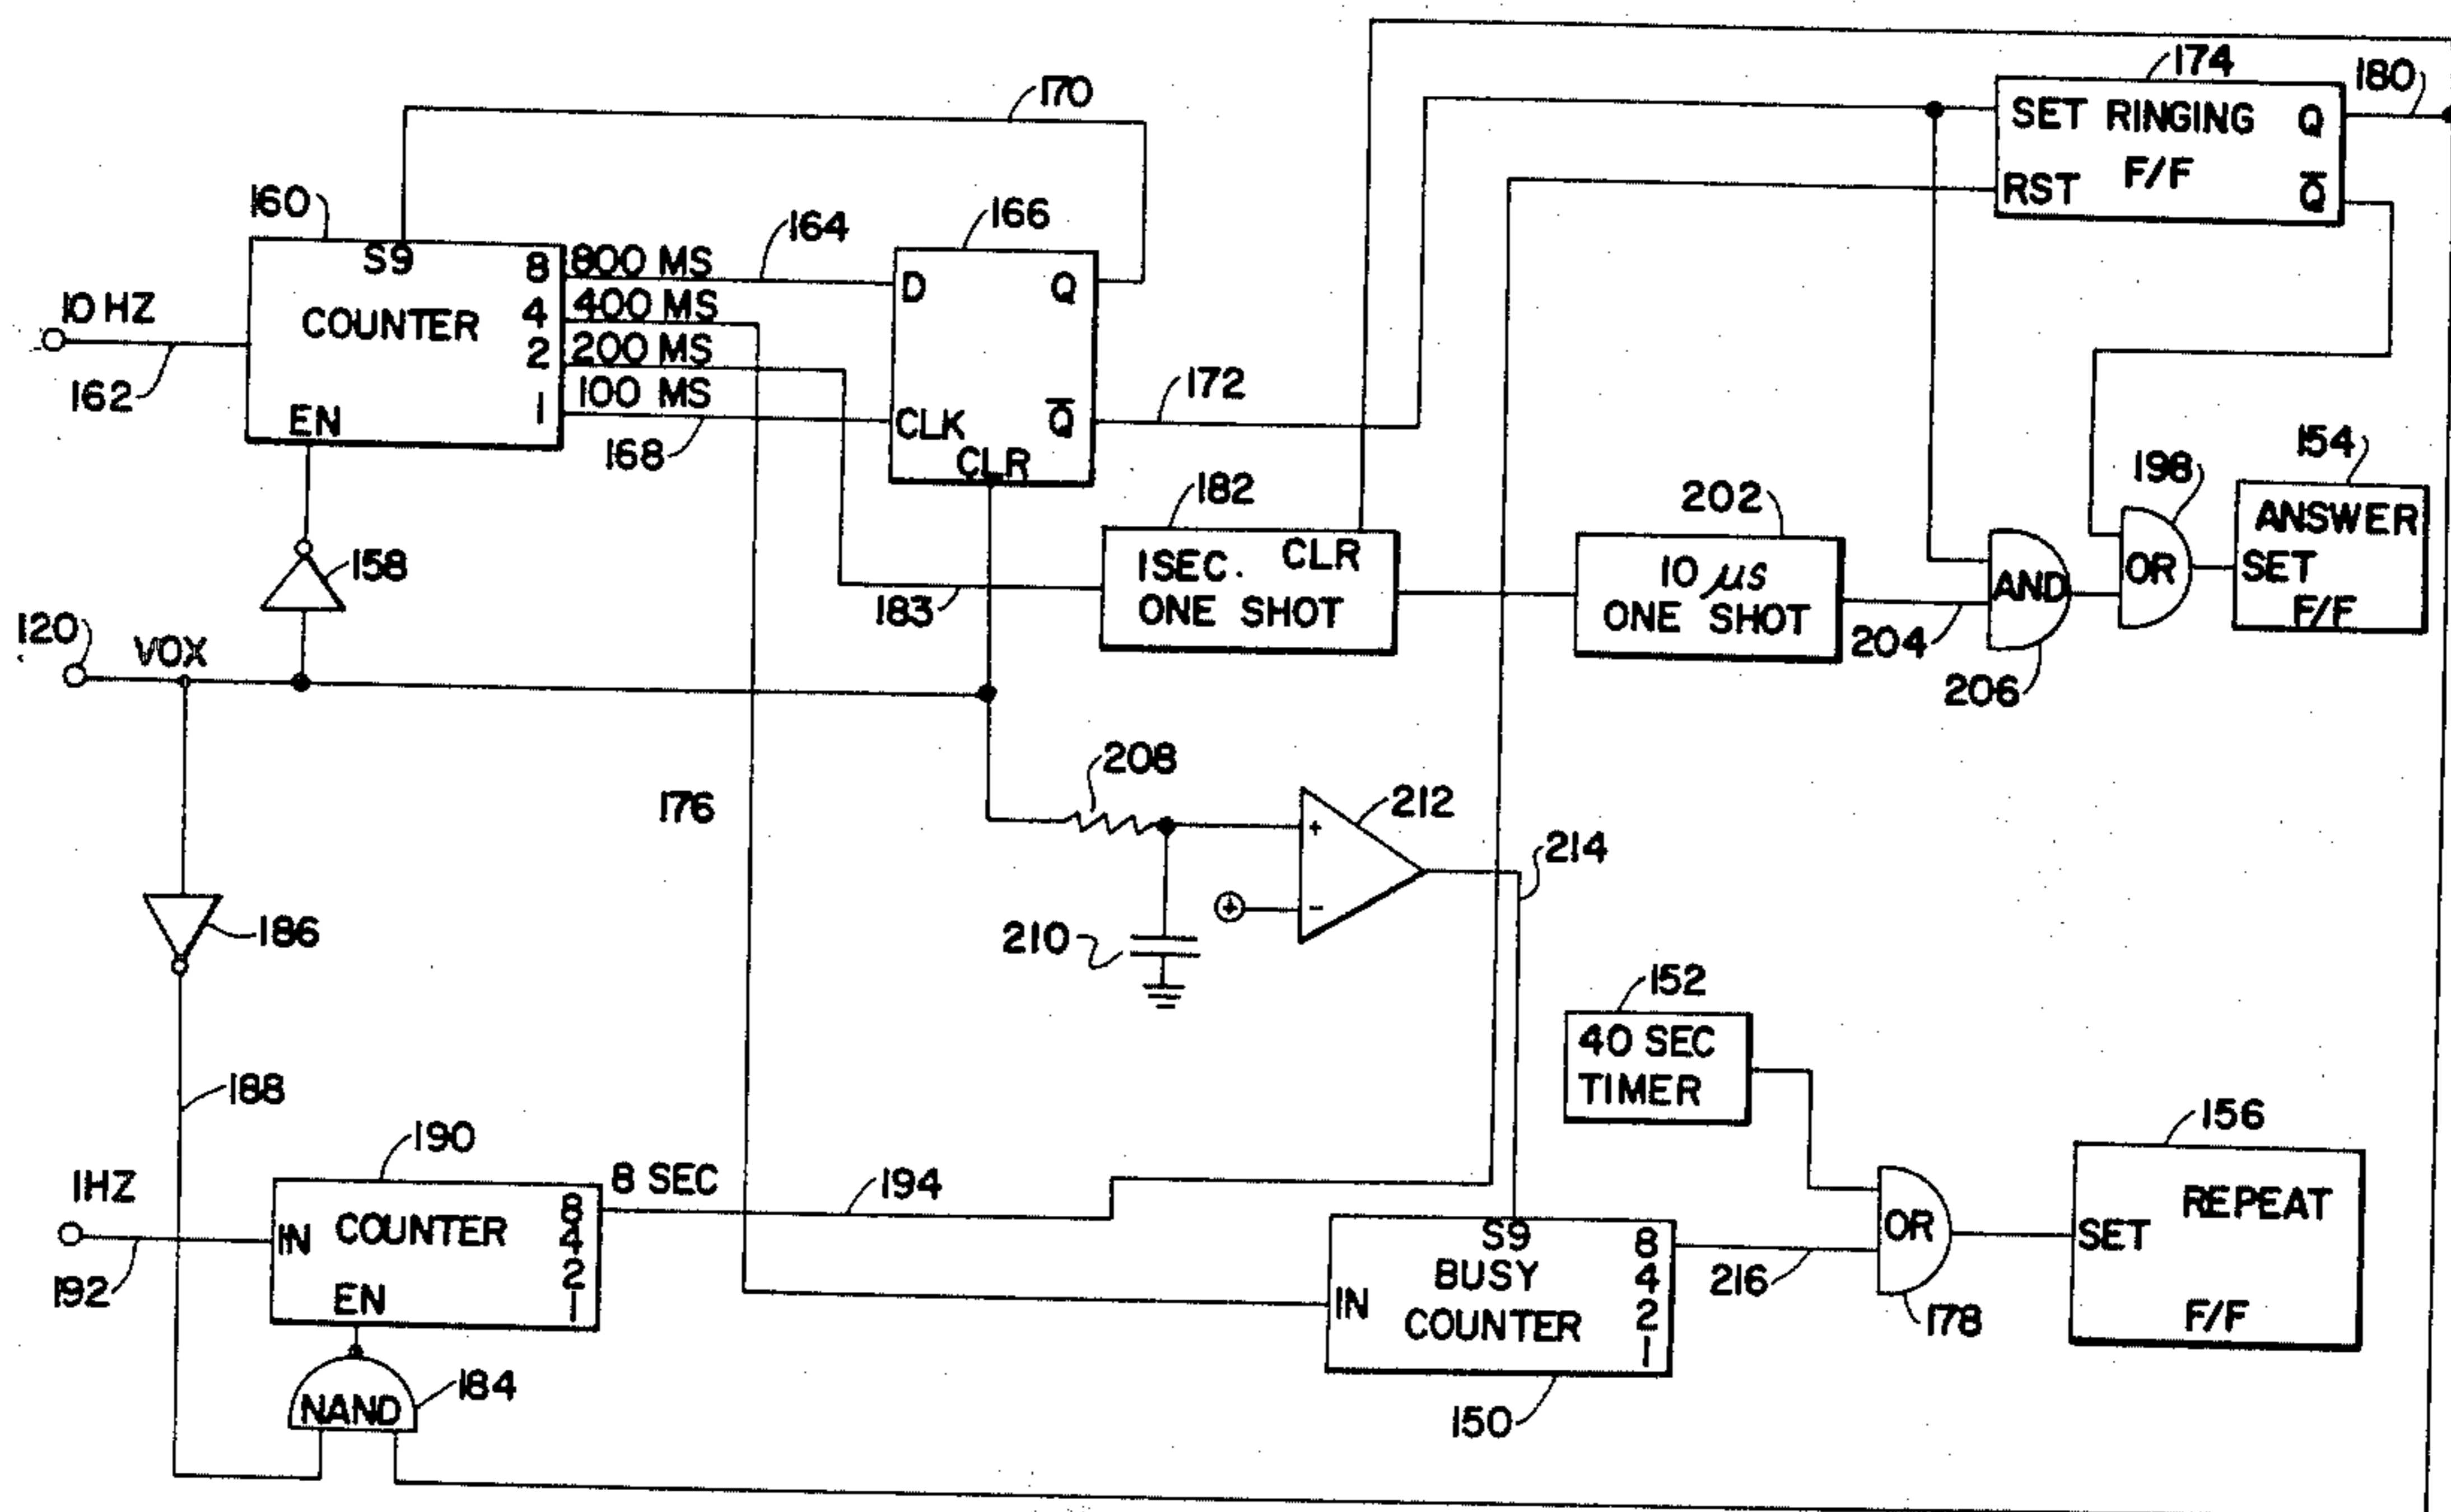 170
174
180
SET RINGING Q
F/F
RST Q̅
160
S9
COUNTER
EN
8
4
2
1
800 MS
400 MS
200 MS
100 MS
164
168
10 HZ
162
166
D Q
CLK Q̅
CLR
172
158
120
VOX
182
1 SEC. CLR
ONE SHOT
183
202
10 µs
ONE SHOT
204
AND
206
198
OR
154
ANSWER
SET
F/F
176
208
210
+
-
+
212
214
186
188
152
40 SEC
TIMER
190
1HZ
192
IN COUNTER
EN
8
4
2
1
8 SEC
194
NAND
184
S9
BUSY
IN COUNTER
8
4
2
1
150
216
OR
178
156
REPEAT
SET
F/F